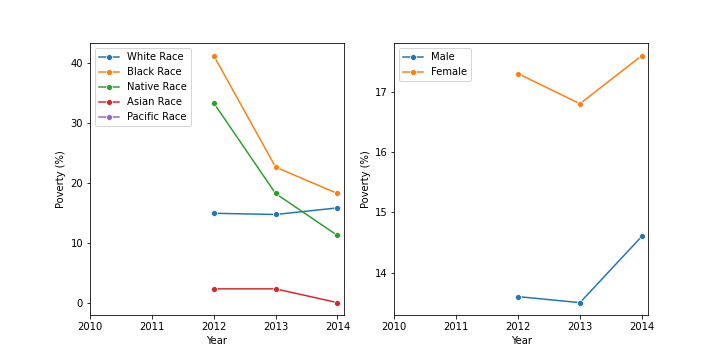 White Race
Black Race
Native Race
Asian Race
Pacific Race
Poverty (%)
40
30
20
10
0
2010 2011 2012 2013 2014
Year
Male
Female
Poverty (%)
17
16
15
14
2010 2011 2012 2013 2014
Year